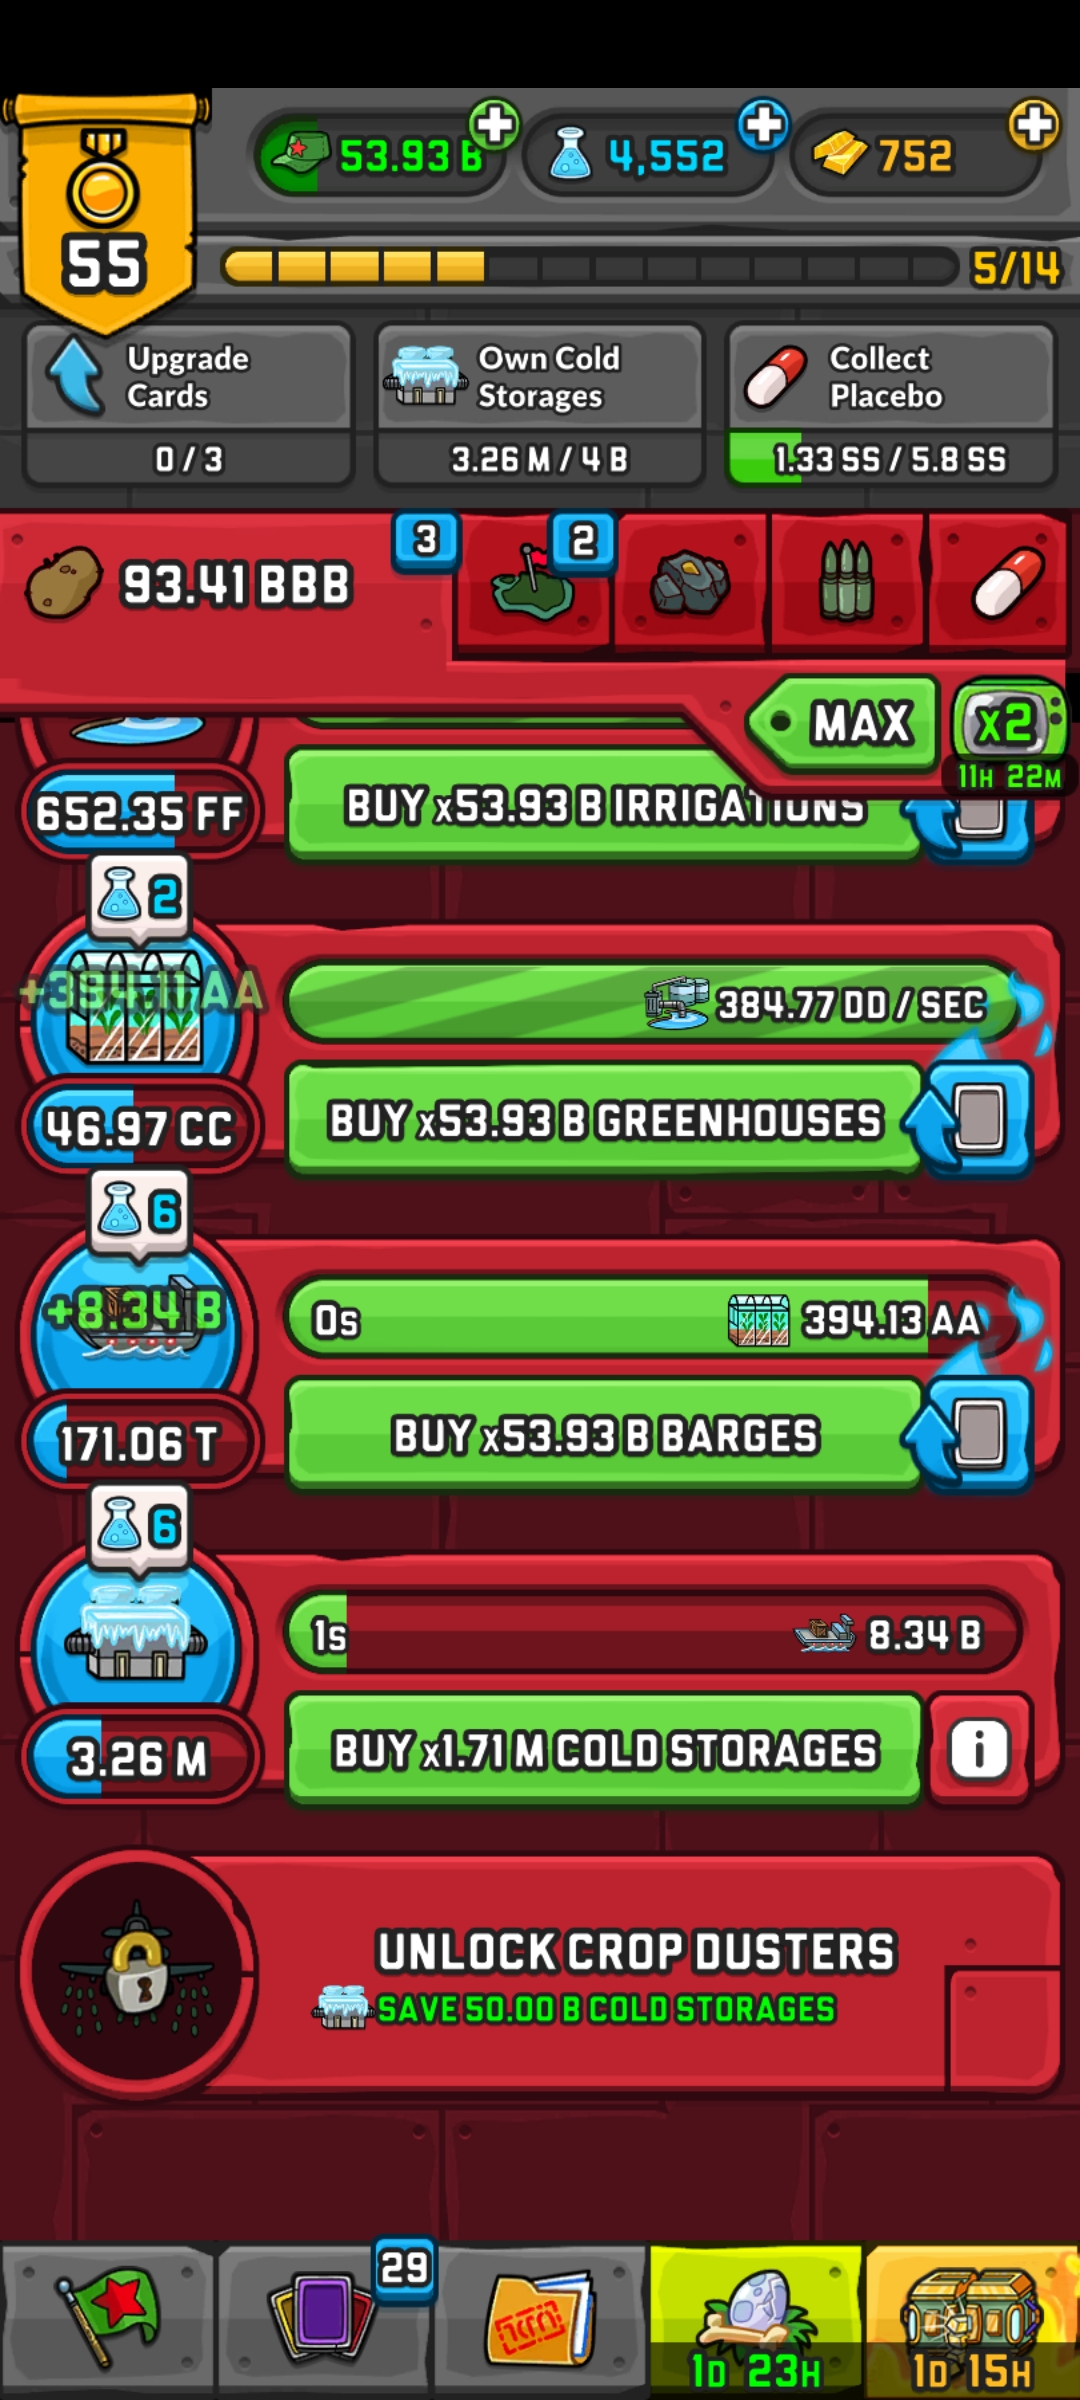 53.93 B
4,552
752
55
5/14
Upgrade
Cards
0 / 3
Own Cold
Storages
3.26 M / 4 B
Collect
Placebo
1.33 SS / 5.8 SS
93.41 BBB
3
2
MAX
x2
11H 22M
652.35 FF
BUY x53.93 B IRRIGATIONS
2
+394.11 AA
384.77 DD / SEC
46.97 CC
BUY x53.93 B GREENHOUSES
6
+8.34 B
0s
394.13 AA
171.06 T
BUY x53.93 B BARGES
6
1s
8.34 B
3.26 M
BUY x1.71 M COLD STORAGES
i
UNLOCK CROP DUSTERS
SAVE 50.00 B COLD STORAGES
29
1D 23H
1D 15H